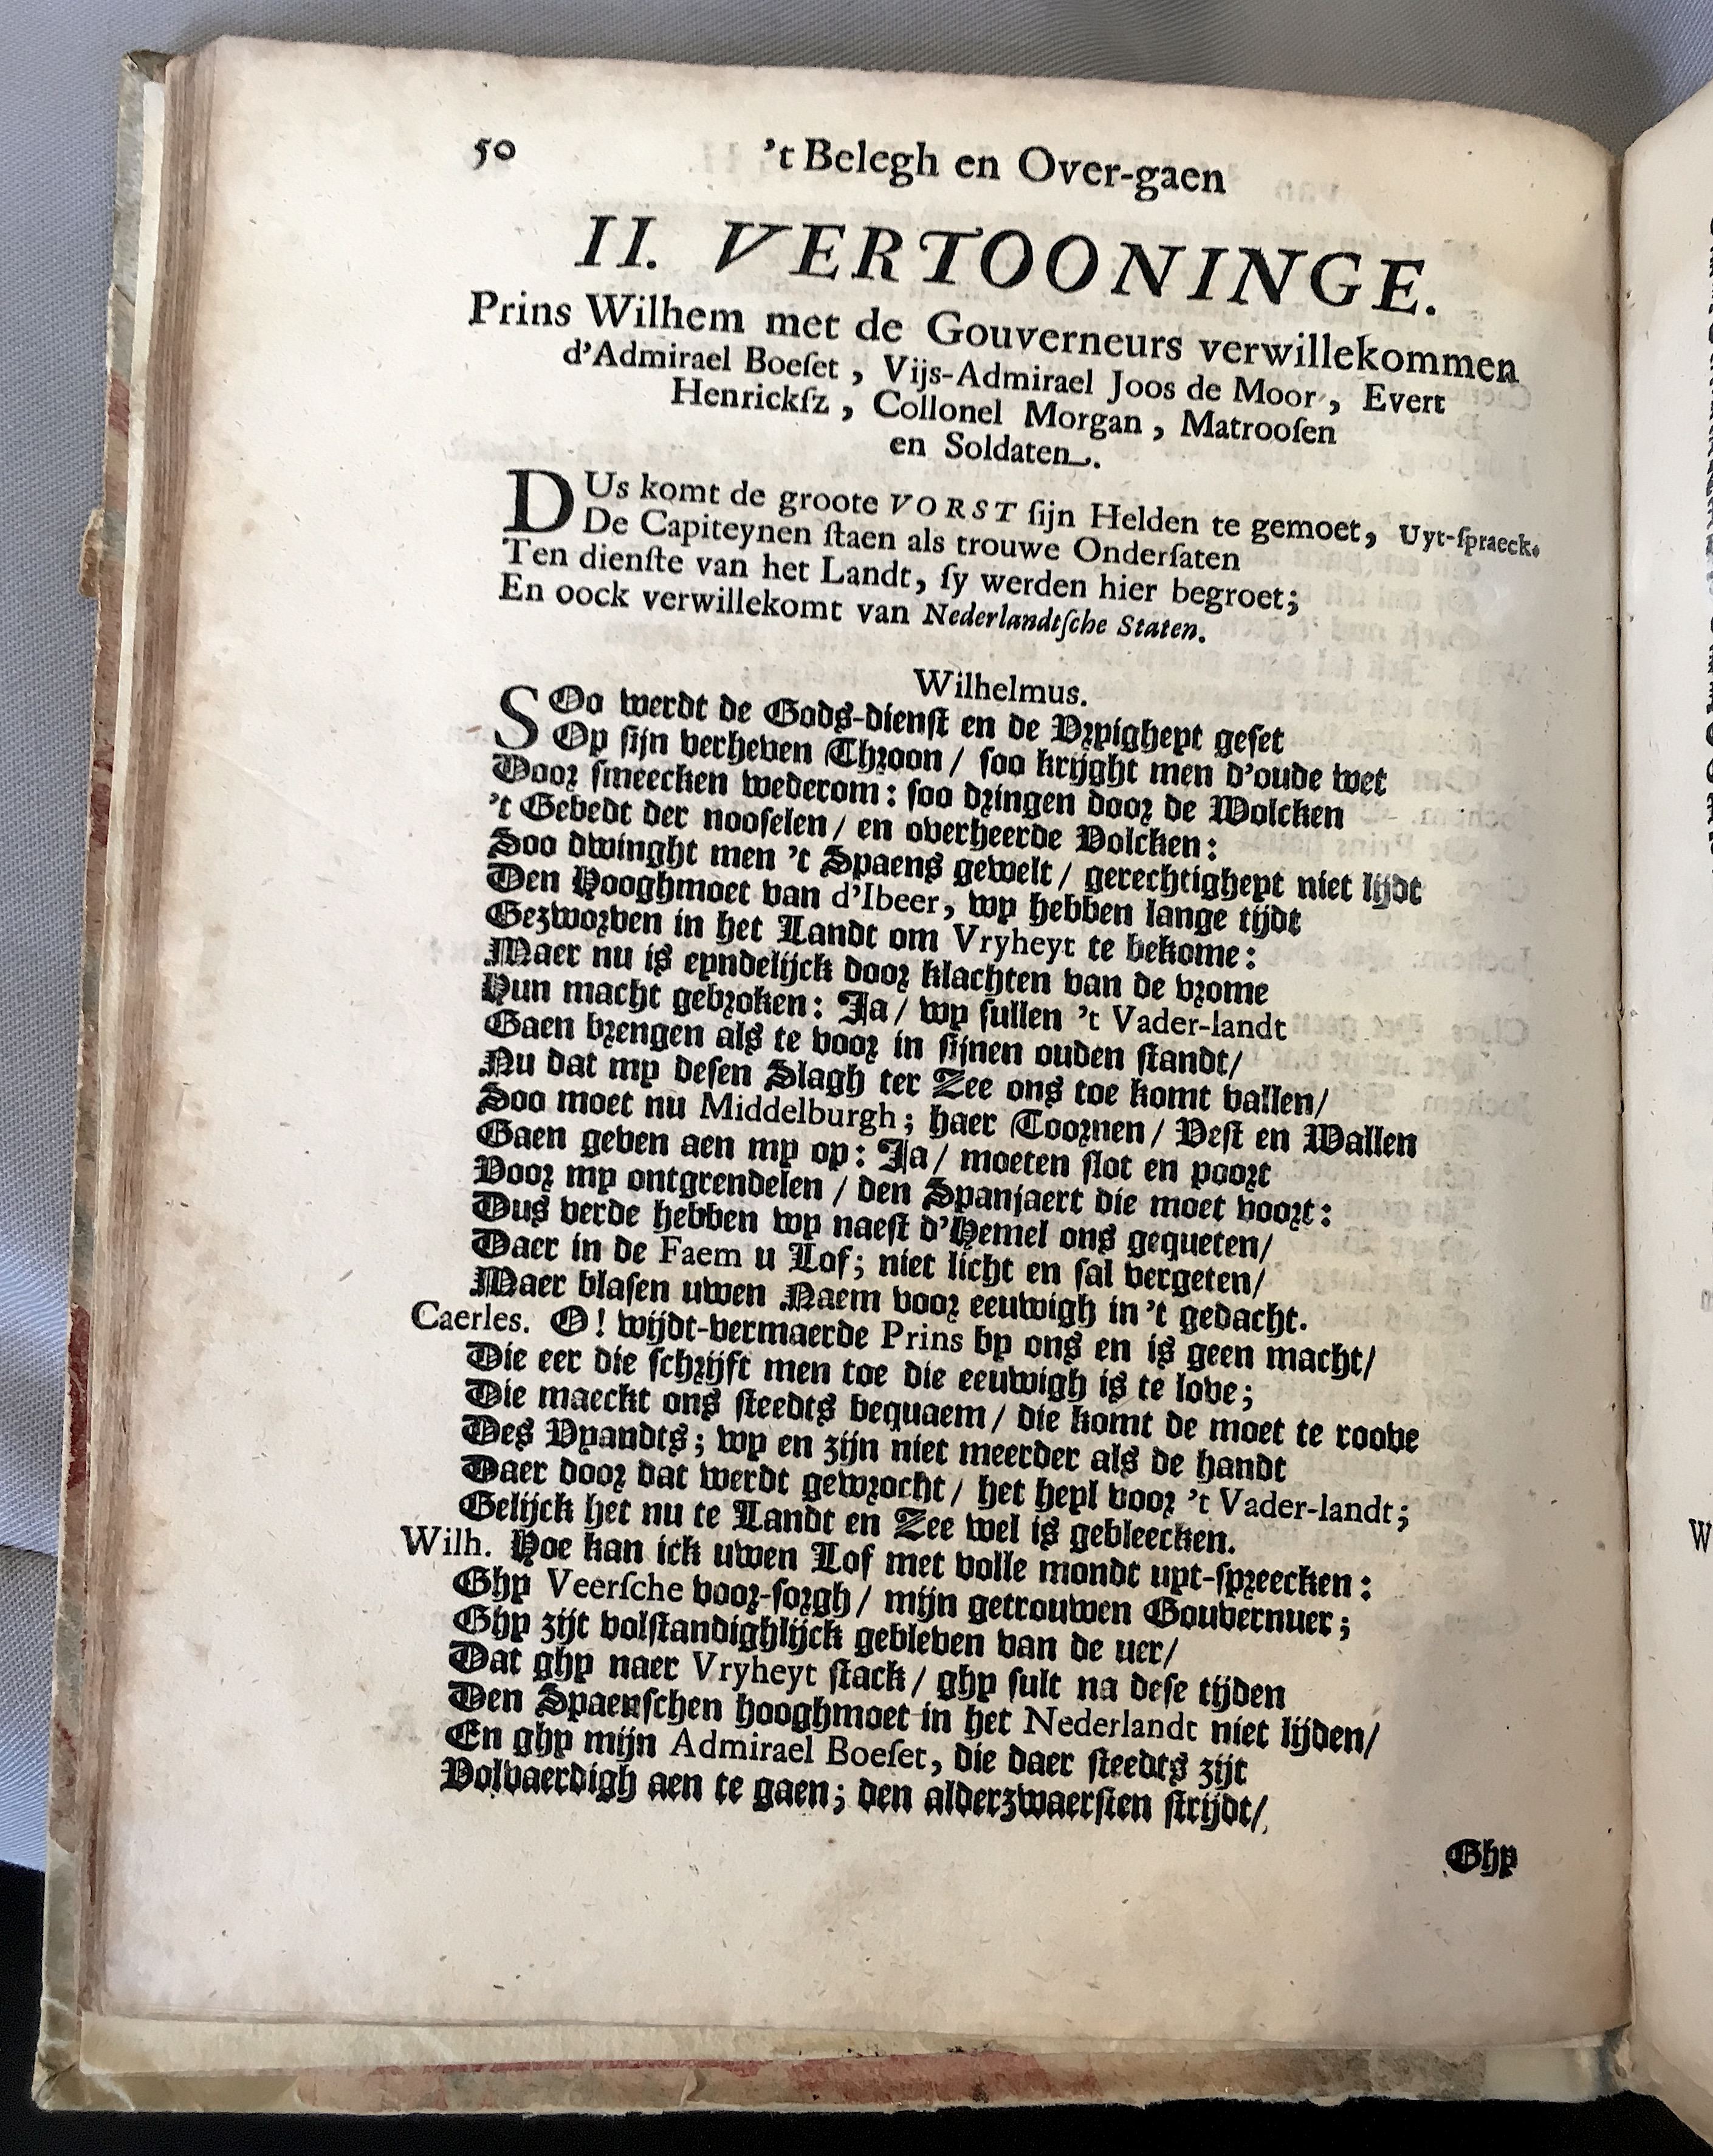 50 't Belegh en Over-gaen
II. VERTOONINGE.
Prins Wilhem met de Gouverneurs verwillekommen
d'Admirael Boeſet, Vijs-Admirael Joos de Moor, Evert
Henrickſz, Collonel Morgan, Matrooſen
en Soldaten.
DUs komt de groote VORST ſijn Helden te gemoet, Uyt-ſpraeck.
De Capiteynen ſtaen als trouwe Onderſaten
Ten dienſte van het Landt, ſy werden hier begroet;
En oock verwillekomt van Nederlandtſche Staten.
Wilhelmus.
SOo werdt de Gods-dienſt en de Vryigheyt geſet
Op ſijn verheven Throon / ſoo krijght men d'oude wet
Door ſmeecken wederom: ſoo dringen door de Wolcken
't Gebedt der nooſelen / en overheerde Volcken:
Soo dwinght men 't Spaens gewelt / gerechtigheyt niet lijdt
Den Hooghmoet van d'Ibeer, wy hebben lange tijdt
Gezworven in het Landt om Vryheyt te bekome:
Maer nu is eyndelijck door klachten van de vrome
Hun macht gebroken: Ja / wy ſullen 't Vader-landt
Gaen brengen als te voor in ſijnen ouden ſtandt /
Nu dat my deſen Slagh ter Zee ons toe komt vallen /
Soo moet nu Middelburgh; haer Toornen / Veſt en Wallen
Gaen geven aen my op: Ja / moeten ſlot en poort
Voor my ontgrendelen / den Spanjaert die moet voort:
Dus verde hebben wy naeſt d'Hemel ons gequeten /
Daer in de Faem u Lof; niet licht en ſal vergeten /
Maer blaſen uwen Naem voor eeuwigh in 't gedacht.
Caerles. O! wijdt-vermaerde Prins by ons en is geen macht /
Die eer die ſchrijft men toe die eeuwigh is te love;
Die maeckt ons ſteedts bequaem / die komt de moet te roove
Des Vyandts; wy en zijn niet meerder als de handt
Daer door dat werdt gewrocht / het heyl voor 't Vader-landt;
Gelijck het nu te Landt en Zee wel is gebleecken.
Wilh. Hoe kan ick uwen Lof met volle mondt uyt-ſpreecken:
Ghy Veerſche voor-ſorgh / mijn getrouwen Gouvernuer;
Ghy zijt volſtandighlijck gebleven van de uer /
Dat ghy naer Vryheyt ſtack / ghy ſult na deſe tijden
Den Spaenſchen hooghmoet in het Nederlandt niet lijden /
En ghy mijn Admirael Boeſet, die daer ſteedts zijt
Volvaerdigh aen te gaen; den alderzwaerſten ſtrijdt /
Ghy